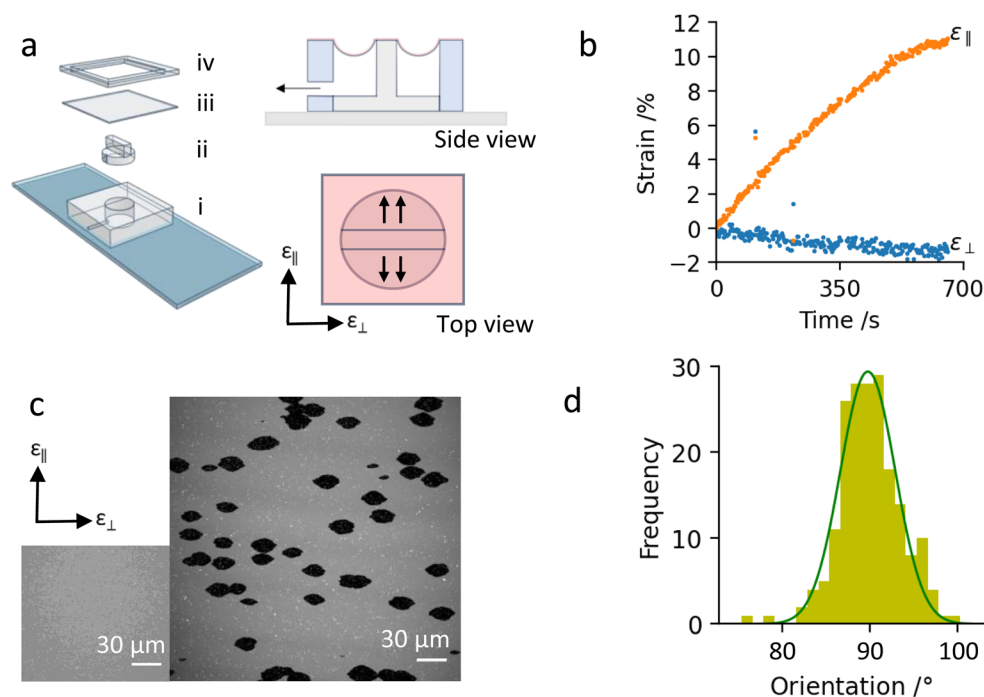 a
iv
iii
ii
i
Side view
ε∥
ε⊥
Top view
b
Strain /%
12
10
8
6
4
2
0
−2
0
350
700
Time /s
ε∥
ε⊥
c
ε∥
ε⊥
30 µm
30 µm
d
Frequency
30
20
10
0
80
90
100
Orientation /°